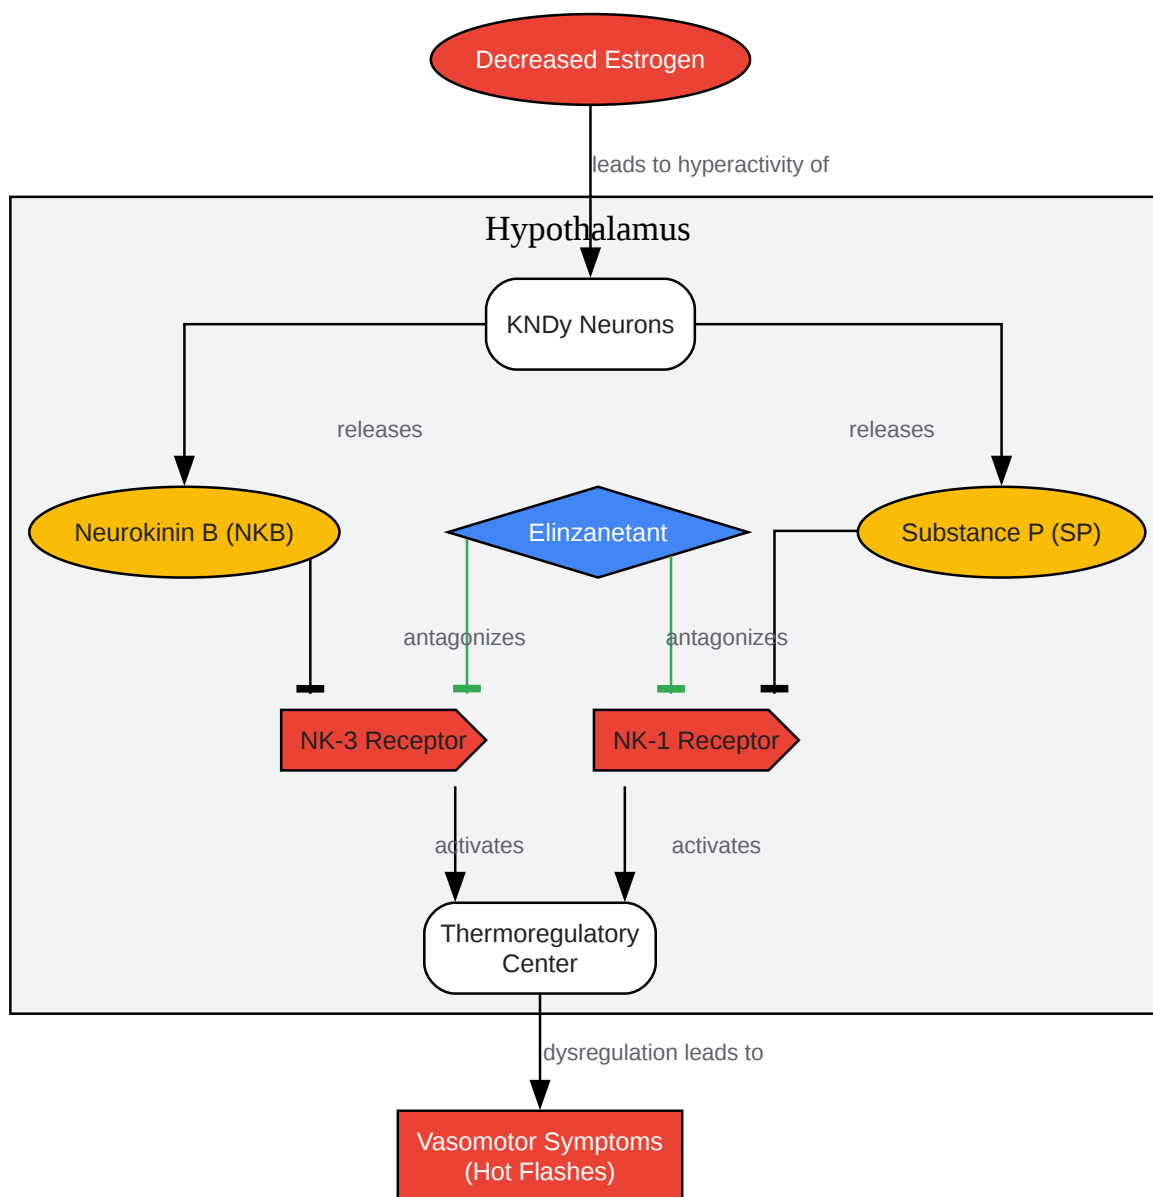 Decreased Estrogen
leads to hyperactivity of
Hypothalamus
KNDy Neurons
releases
releases
Neurokinin B (NKB)
Elinzanetant
Substance P (SP)
antagonizes
antagonizes
NK-3 Receptor
NK-1 Receptor
activates
activates
Thermoregulatory
Center
dysregulation leads to
Vasomotor Symptoms
(Hot Flashes)